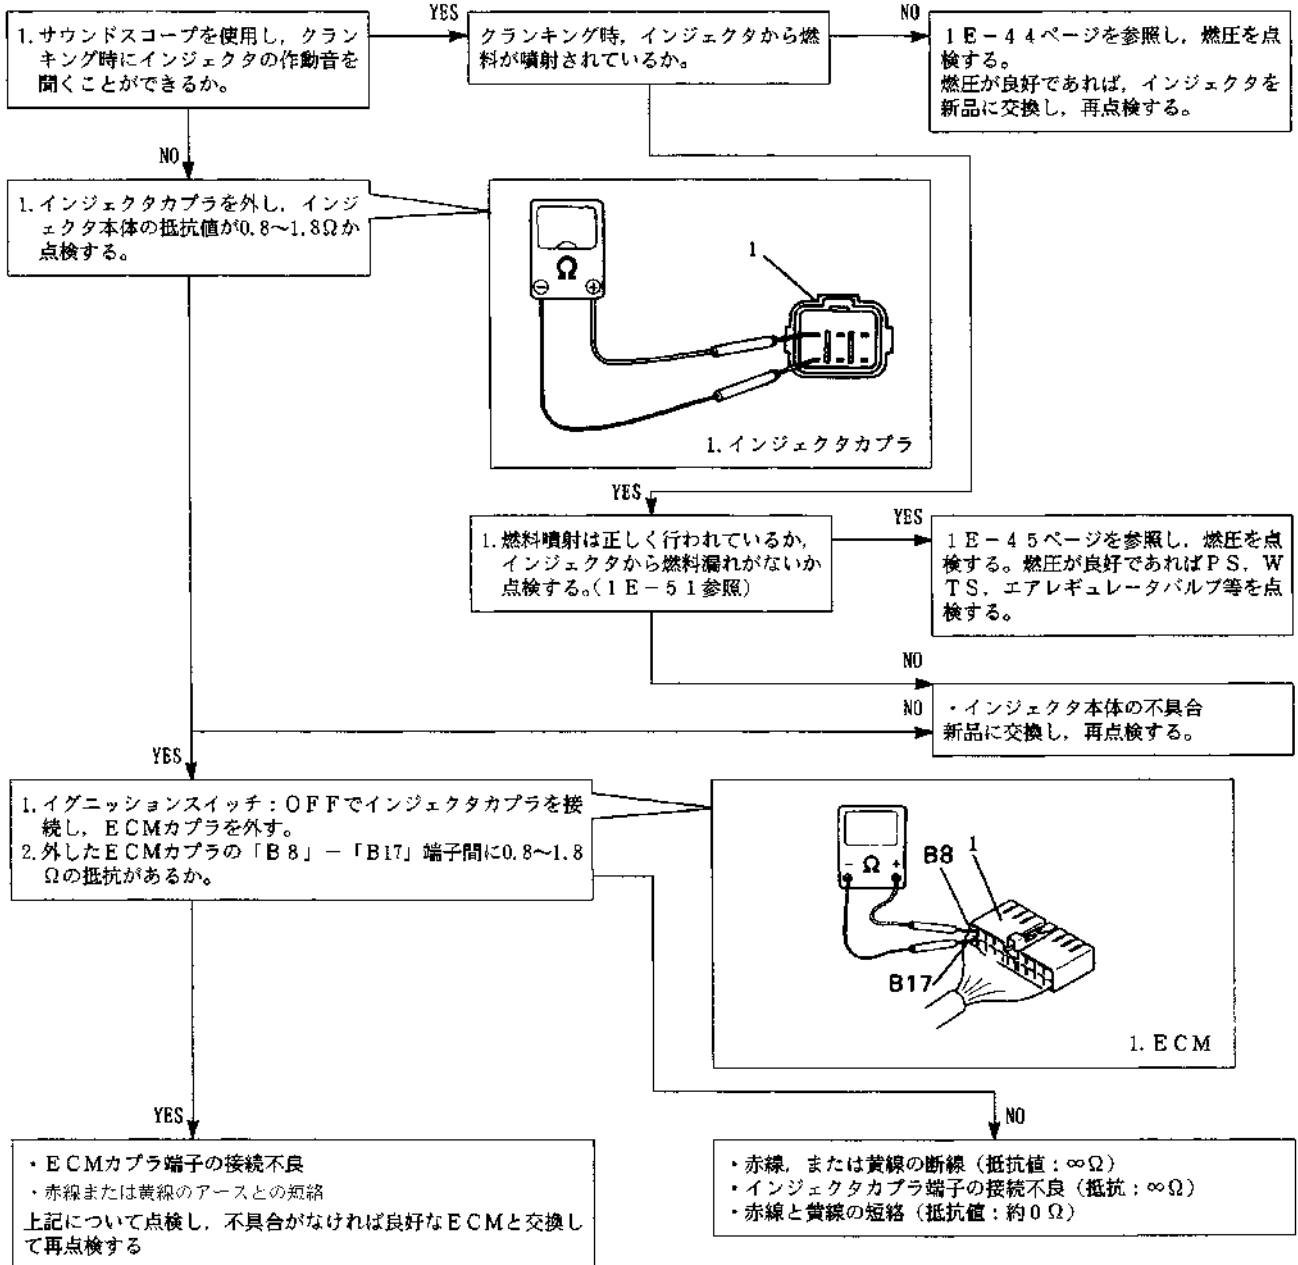 1. サウンドスコープを使用し，クラン
キング時にインジェクタの作動音を
聞くことができるか。
YES
クランキング時，インジェクタから燃
料が噴射されているか。
NO
１Ｅ－４４ページを参照し，燃圧を点
検する。
燃圧が良好であれば，インジェクタを
新品に交換し，再点検する。
NO
1. インジェクタカプラを外し，インジ
ェクタ本体の抵抗値が0.8～1.8Ωか
点検する。
Ω
⊖ ⊕
1
1. インジェクタカプラ
YES
1. 燃料噴射は正しく行われているか，
インジェクタから燃料漏れがないか
点検する。（１Ｅ－５１参照）
YES
１Ｅ－４５ページを参照し，燃圧を点
検する。燃圧が良好であればＰＳ，Ｗ
ＴＳ，エアレギュレータバルブ等を点
検する。
NO
NO
・インジェクタ本体の不具合
新品に交換し，再点検する。
YES
1. イグニッションスイッチ：ＯＦＦでインジェクタカプラを接
続し，ＥＣＭカプラを外す。
2. 外したＥＣＭカプラの「Ｂ８」－「Ｂ17」端子間に0.8～1.8
Ωの抵抗があるか。
Ω
- +
B8 1
B17
1. ＥＣＭ
YES
・ＥＣＭカプラ端子の接続不良
・赤線または黄線のアースとの短絡
上記について点検し，不具合がなければ良好なＥＣＭと交換し
て再点検する
NO
・赤線，または黄線の断線（抵抗値：∞Ω）
・インジェクタカプラ端子の接続不良（抵抗：∞Ω）
・赤線と黄線の短絡（抵抗値：約０Ω）